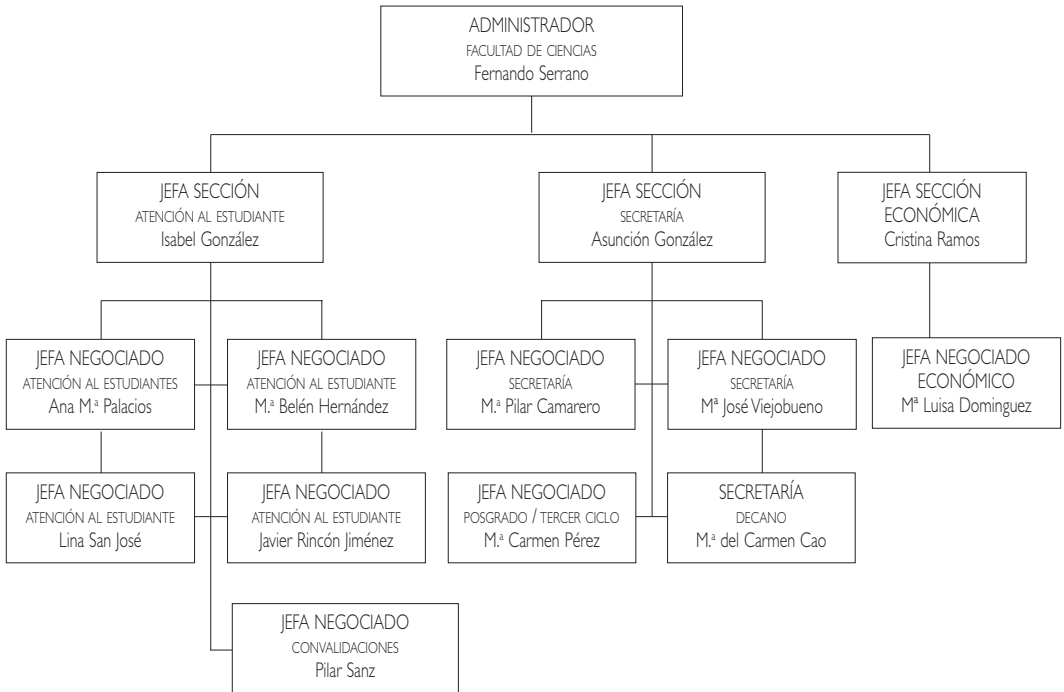 ADMINISTRADOR
FACULTAD DE CIENCIAS
Fernando Serrano
JEFA SECCIÓN
ATENCIÓN AL ESTUDIANTE
Isabel González
JEFA SECCIÓN
SECRETARÍA
Asunción González
JEFA SECCIÓN
ECONÓMICA
Cristina Ramos
JEFA NEGOCIADO
ATENCIÓN AL ESTUDIANTES
Ana M.ª Palacios
JEFA NEGOCIADO
ATENCIÓN AL ESTUDIANTE
M.ª Belén Hernández
JEFA NEGOCIADO
SECRETARÍA
M.ª Pilar Camarero
JEFA NEGOCIADO
SECRETARÍA
Mª José Viejobueno
JEFA NEGOCIADO
ECONÓMICO
Mª Luisa Dominguez
JEFA NEGOCIADO
ATENCIÓN AL ESTUDIANTE
Lina San José
JEFA NEGOCIADO
ATENCIÓN AL ESTUDIANTE
Javier Rincón Jiménez
JEFA NEGOCIADO
POSGRADO / TERCER CICLO
M.ª Carmen Pérez
SECRETARÍA
DECANO
M.ª del Carmen Cao
JEFA NEGOCIADO
CONVALIDACIONES
Pilar Sanz